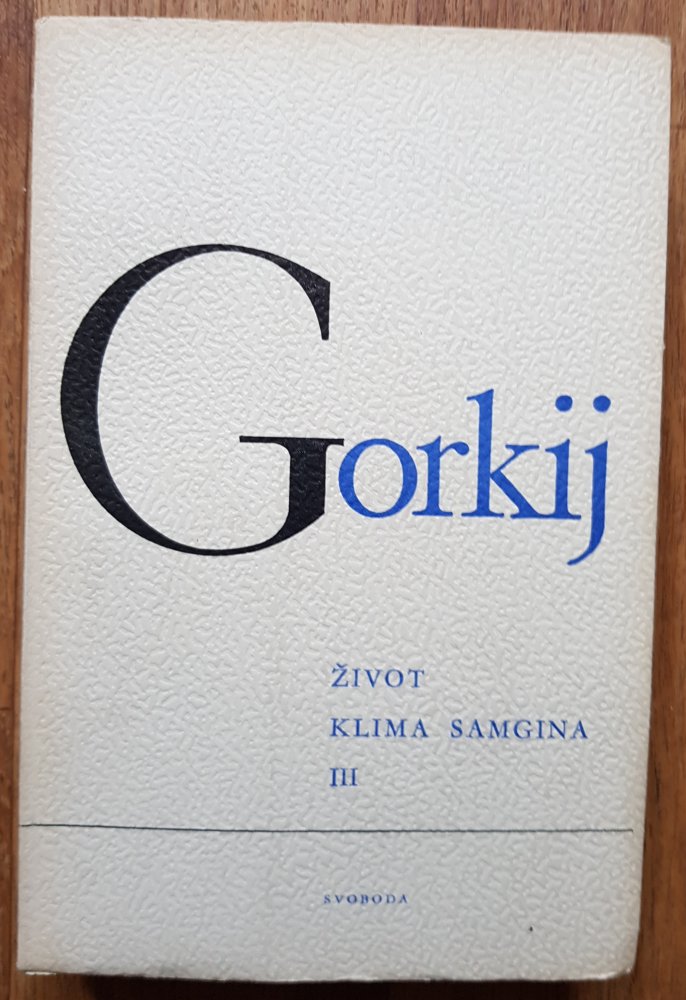 Gorkij
ŽIVOT
KLIMA SAMGINA
III
SVOBODA